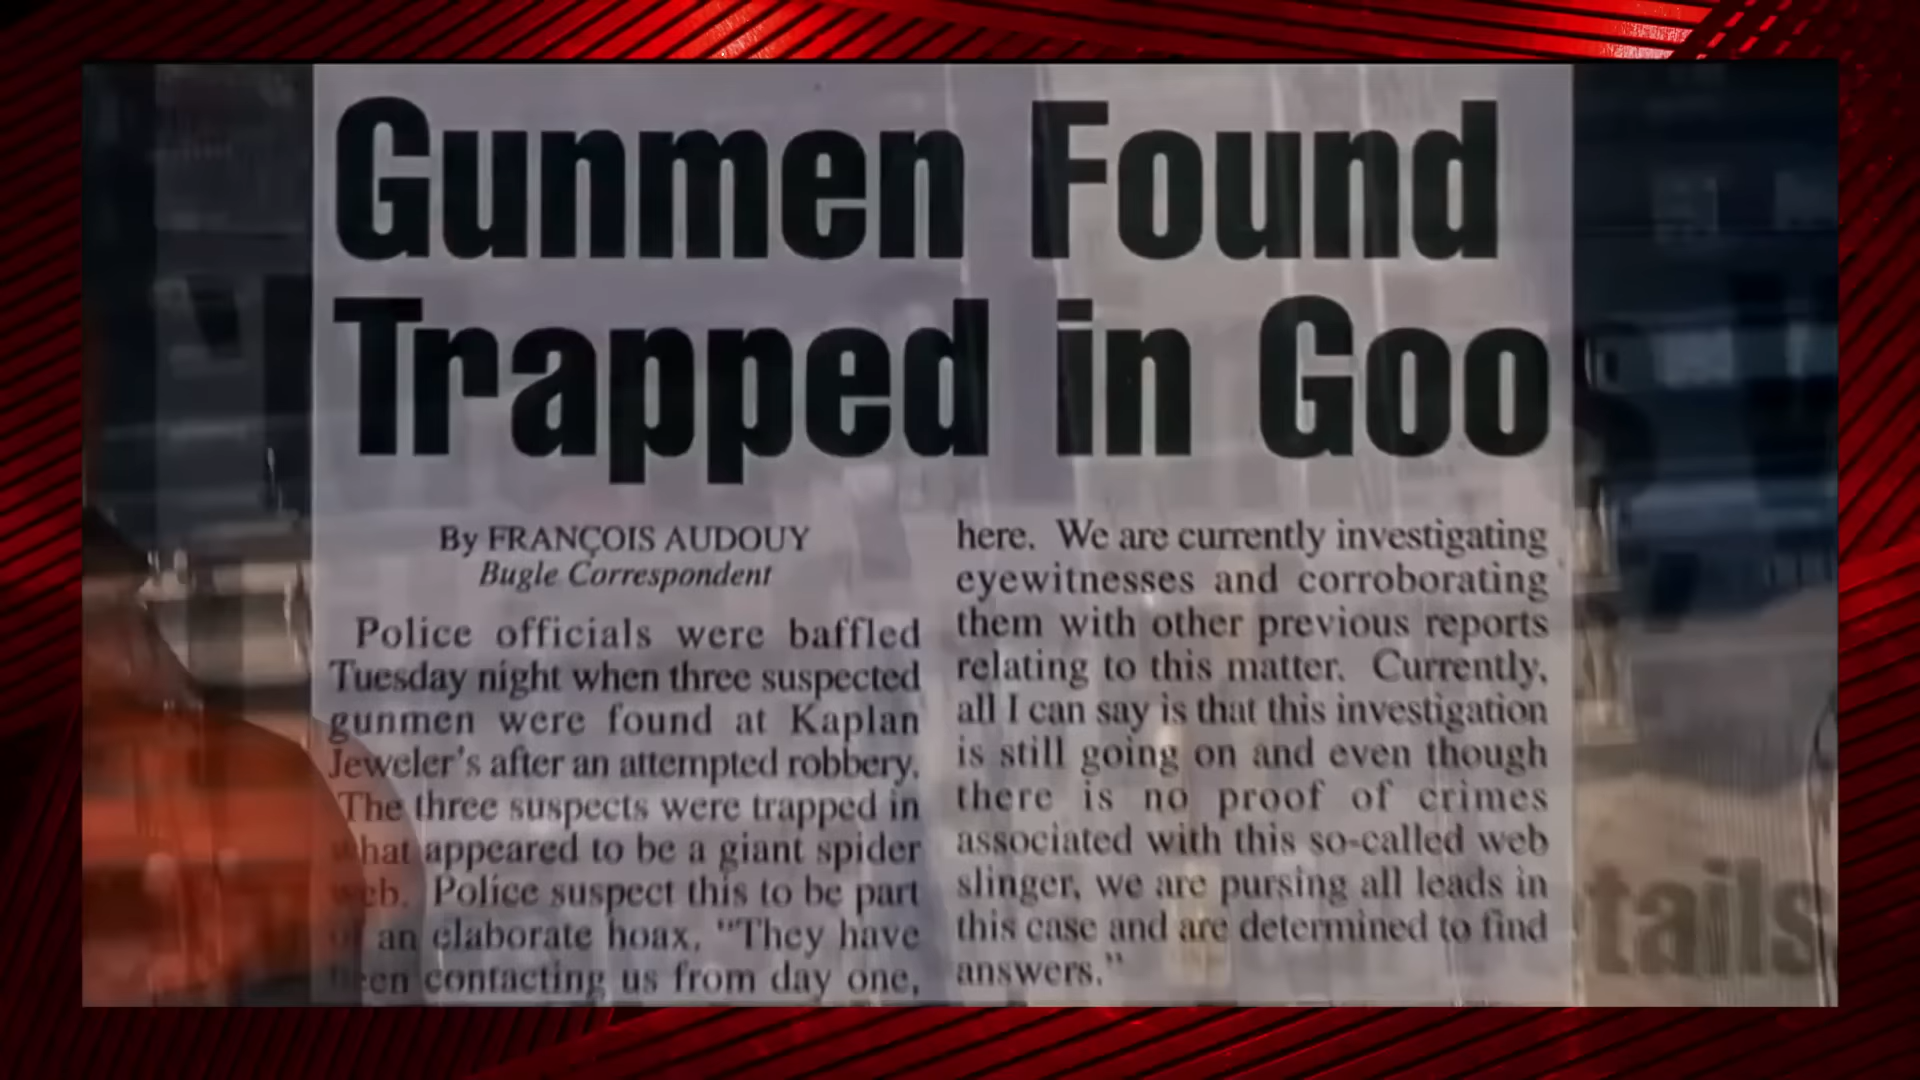 Gunmen Found
Trapped in Goo
By FRANÇOIS AUDOUY
Bugle Correspondent
Police officials were baffled
Tuesday night when three suspected
gunmen were found at Kaplan
Jeweler's after an attempted robbery.
The three suspects were trapped in
what appeared to be a giant spider
web. Police suspect this to be part
of an elaborate hoax. "They have
been contacting us from day one,
here. We are currently investigating
eyewitnesses and corroborating
them with other previous reports
relating to this matter. Currently,
all I can say is that this investigation
is still going on and even though
there is no proof of crimes
associated with this so-called web
slinger, we are pursing all leads in
this case and are determined to find
answers."
tails